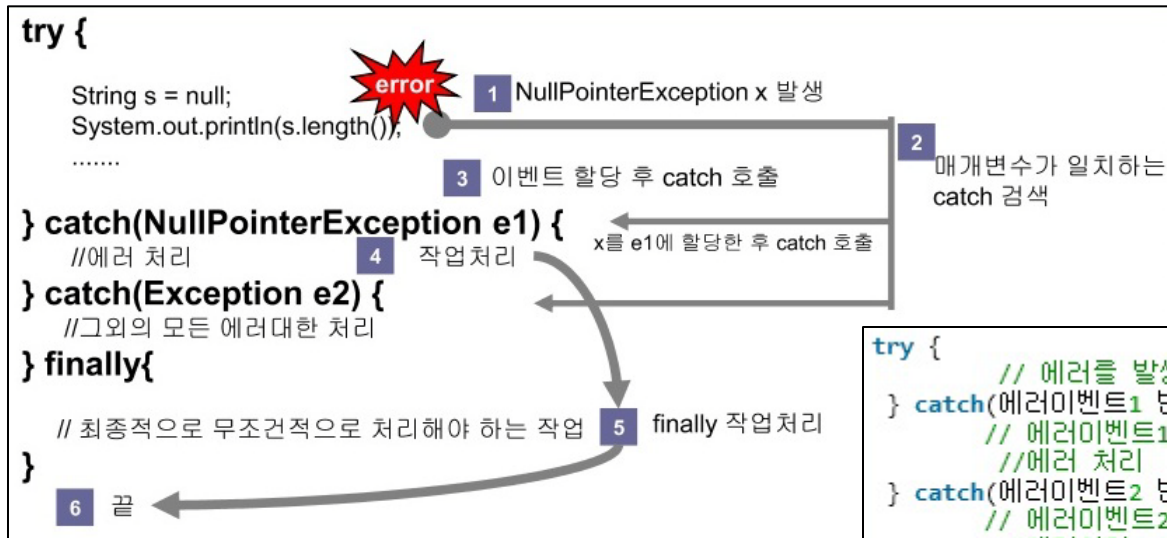 try {
error
1 NullPointerException x 발생
String s = null;
System.out.println(s.length());
.......
2 매개변수가 일치하는
catch 검색
3 이벤트 할당 후 catch 호출
} catch(NullPointerException e1) {
x를 e1에 할당한 후 catch 호출
//에러 처리
4 작업처리
} catch(Exception e2) {
//그외의 모든 에러대한 처리
} finally{
// 최종적으로 무조건적으로 처리해야 하는 작업
5 finally 작업처리
}
6 끝
try {
// 에러를
} catch(에러이벤트1
// 에러이벤트1
//에러 처리
} catch(에러이벤트2
// 에러이벤트2